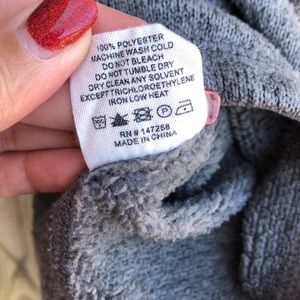 100% POLYESTER
MACHINE WASH COLD
DO NOT BLEACH
DO NOT TUMBLE DRY
DRY CLEAN ANY SOLVENT
EXCEPT TRICHLOROETHYLENE
IRON LOW HEAT
P
RN # 147258
MADE IN CHINA